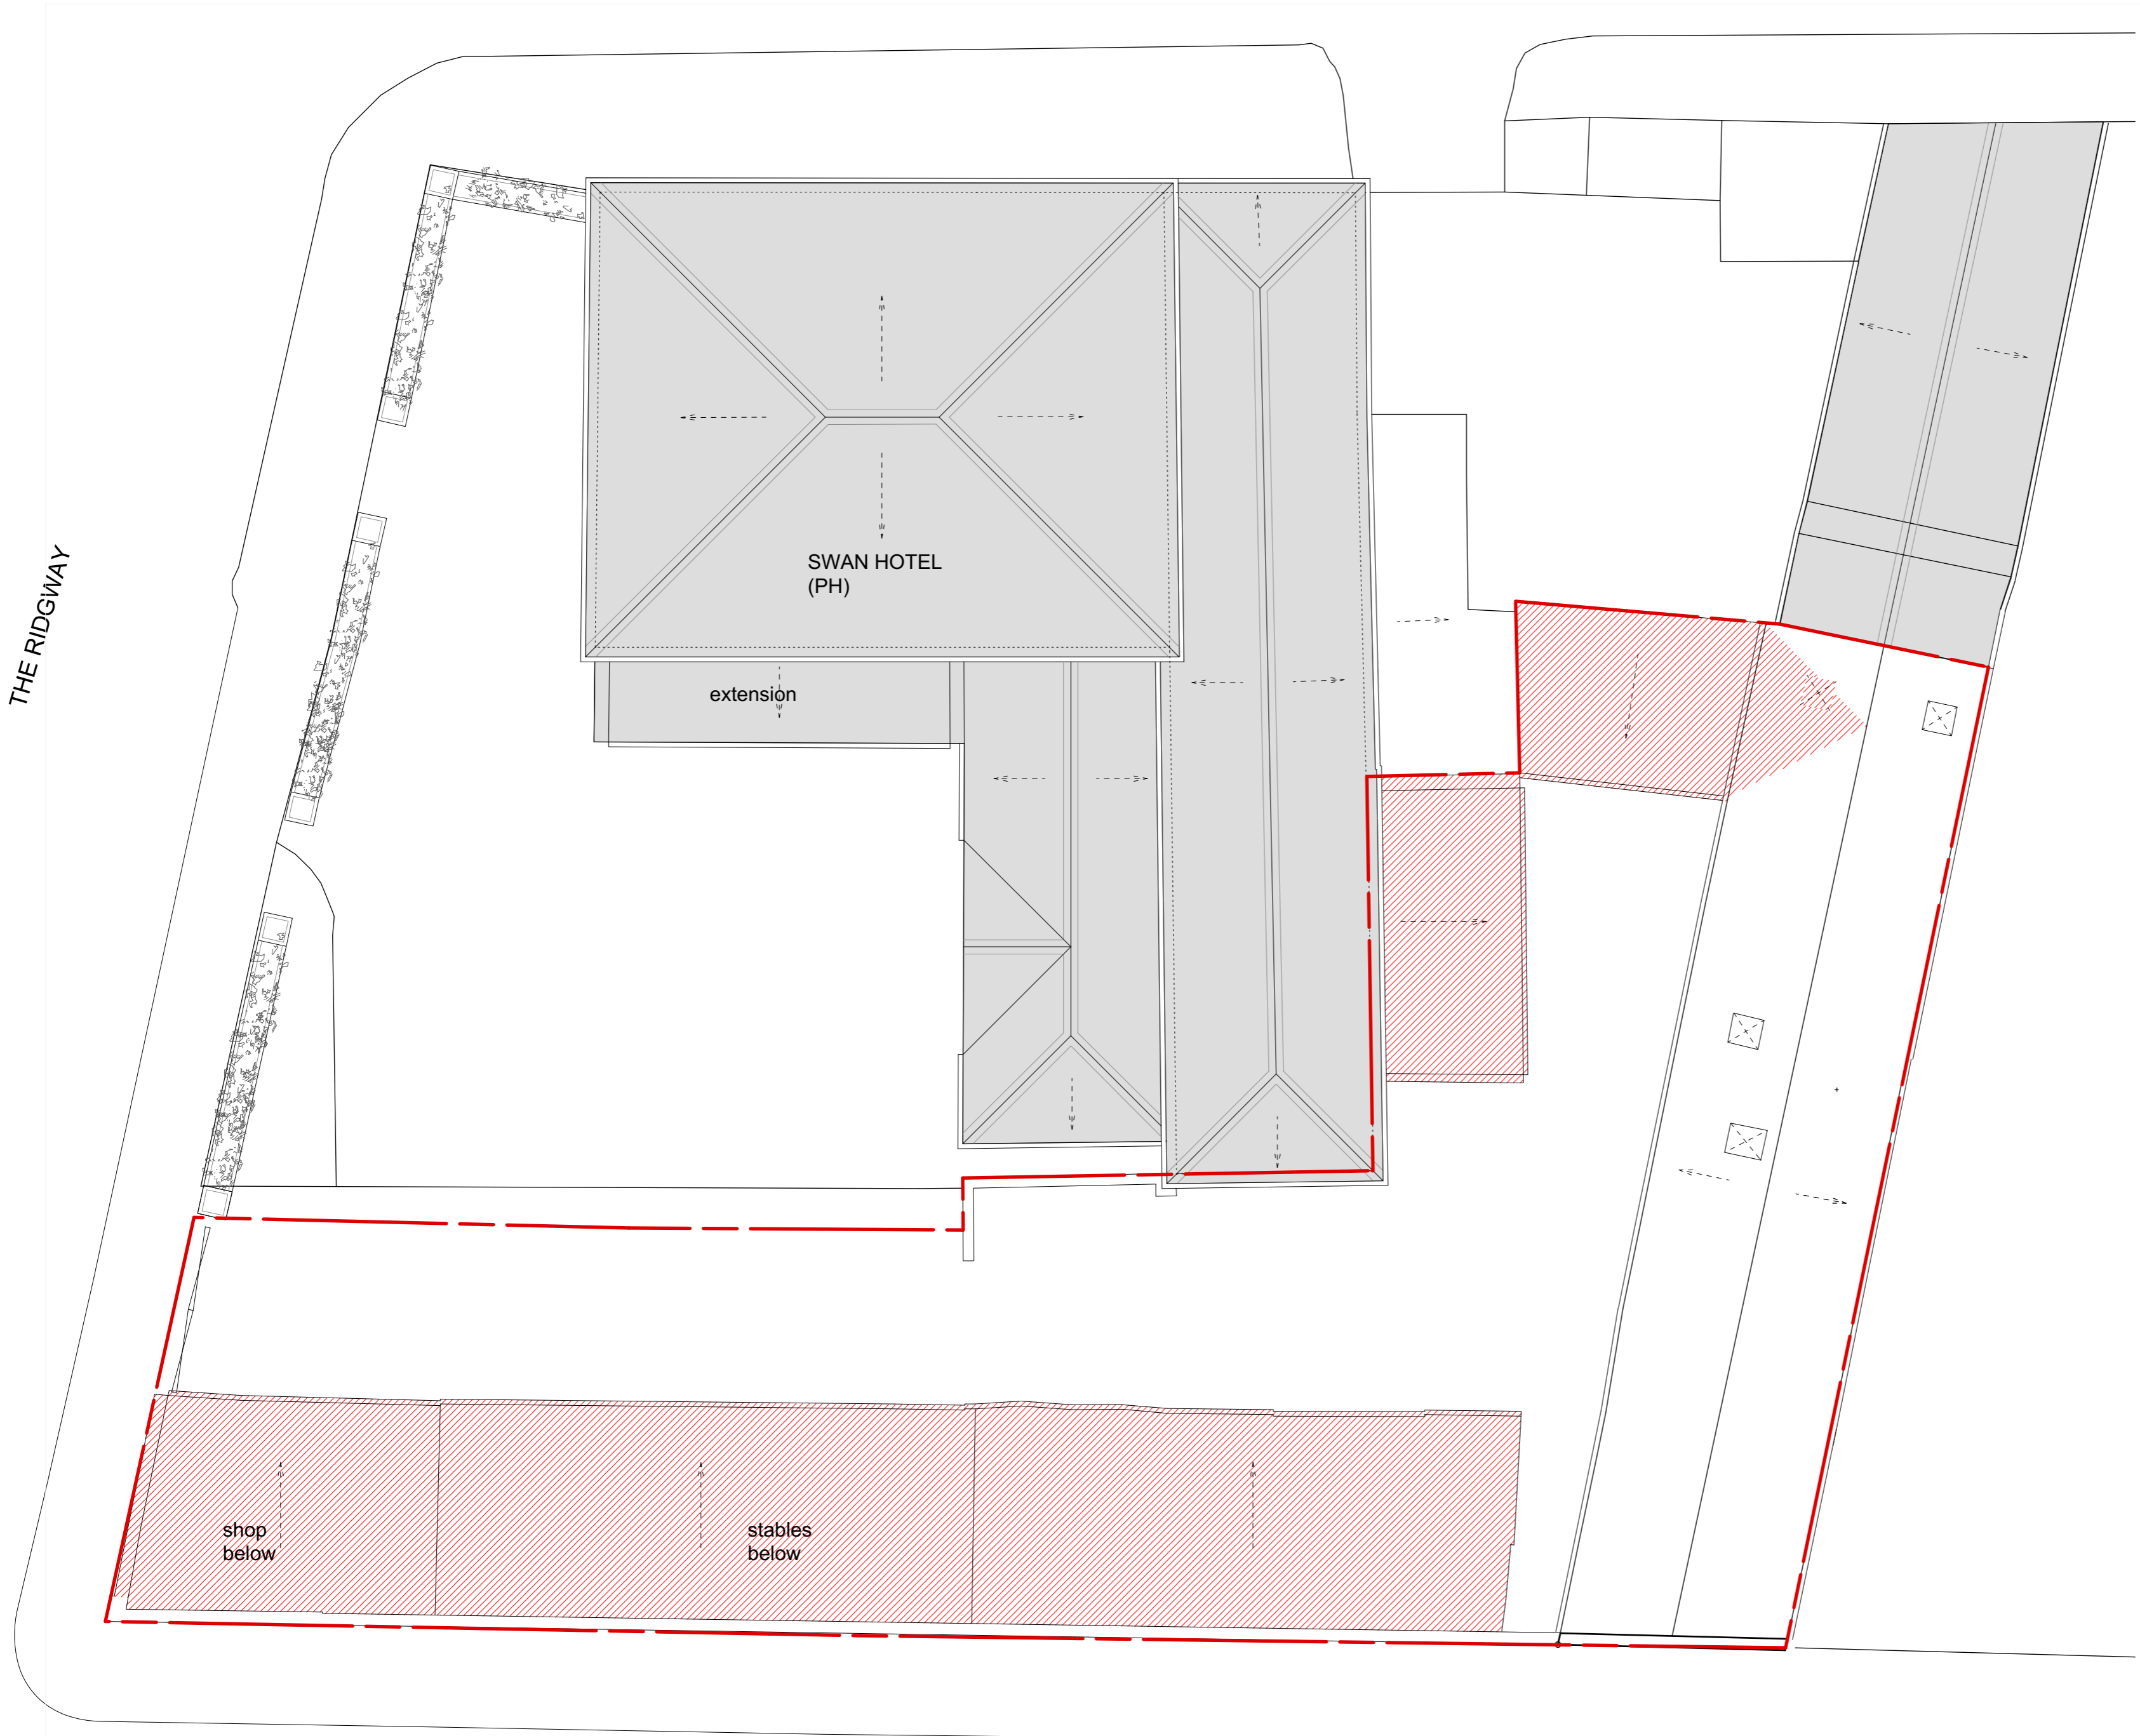 SWAN HOTEL
(PH)
THE RIDGWAY
extension
shop
below
stables
below